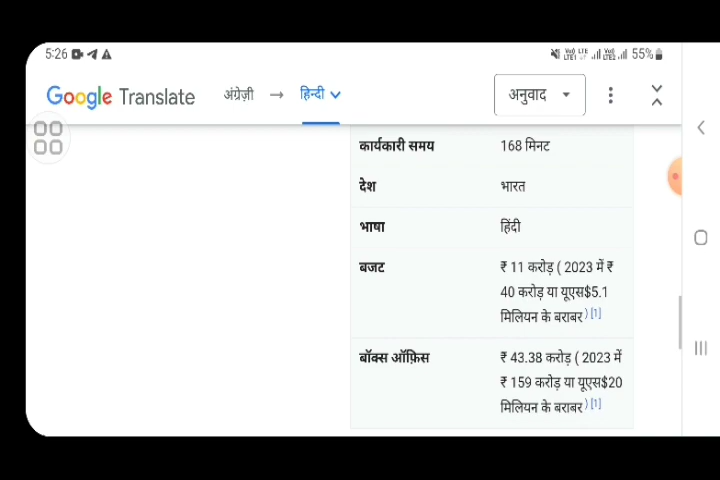 5:26 55%
Google Translate अंग्रेज़ी → हिन्दी अनुवाद
कार्यकारी समय 168 मिनट
देश भारत
भाषा हिंदी
बजट ₹ 11 करोड़ ( 2023 में ₹
40 करोड़ या यूएस$5.1
मिलियन के बराबर ) [1]
बॉक्स ऑफ़िस ₹ 43.38 करोड़ ( 2023 में
₹ 159 करोड़ या यूएस$20
मिलियन के बराबर ) [1]